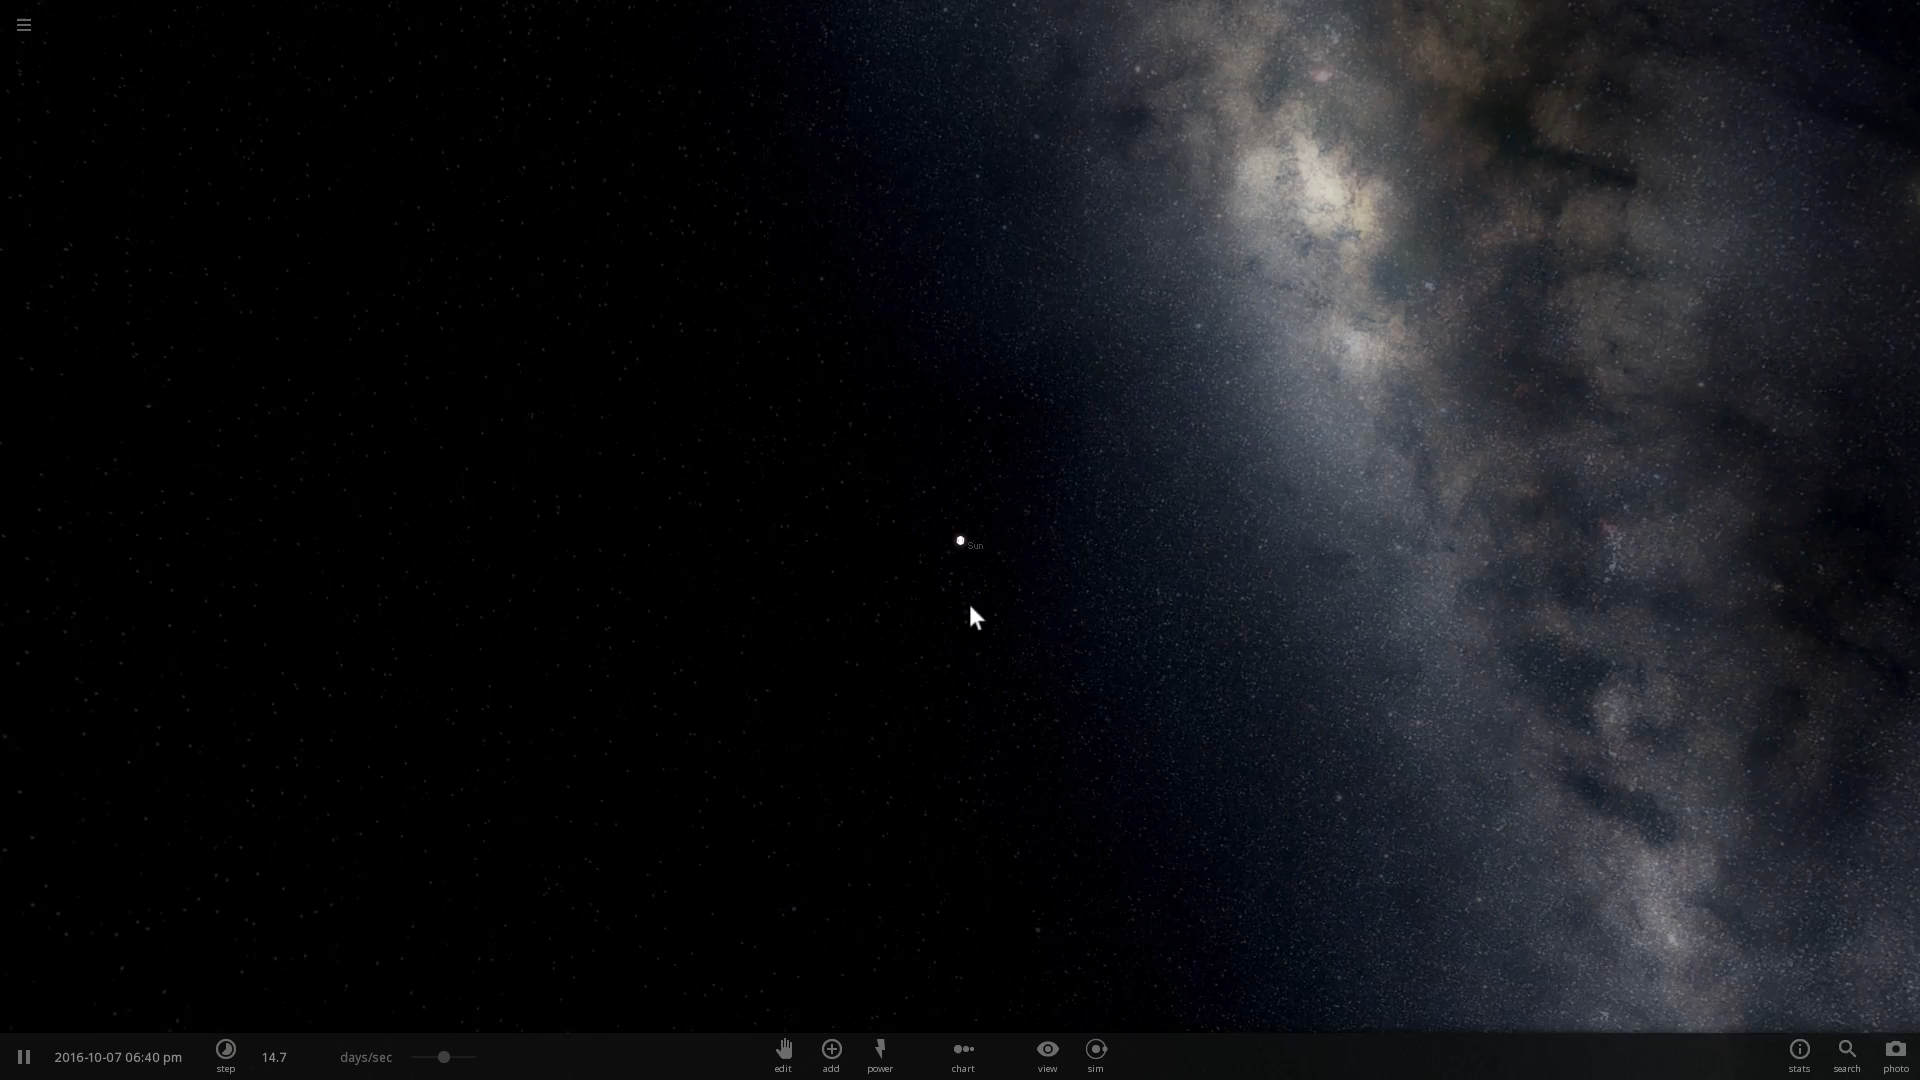 Sun
2016-10-07 06:40 pm
step
14.7
days/sec
edit
add
power
chart
view
sim
stats
search
photo